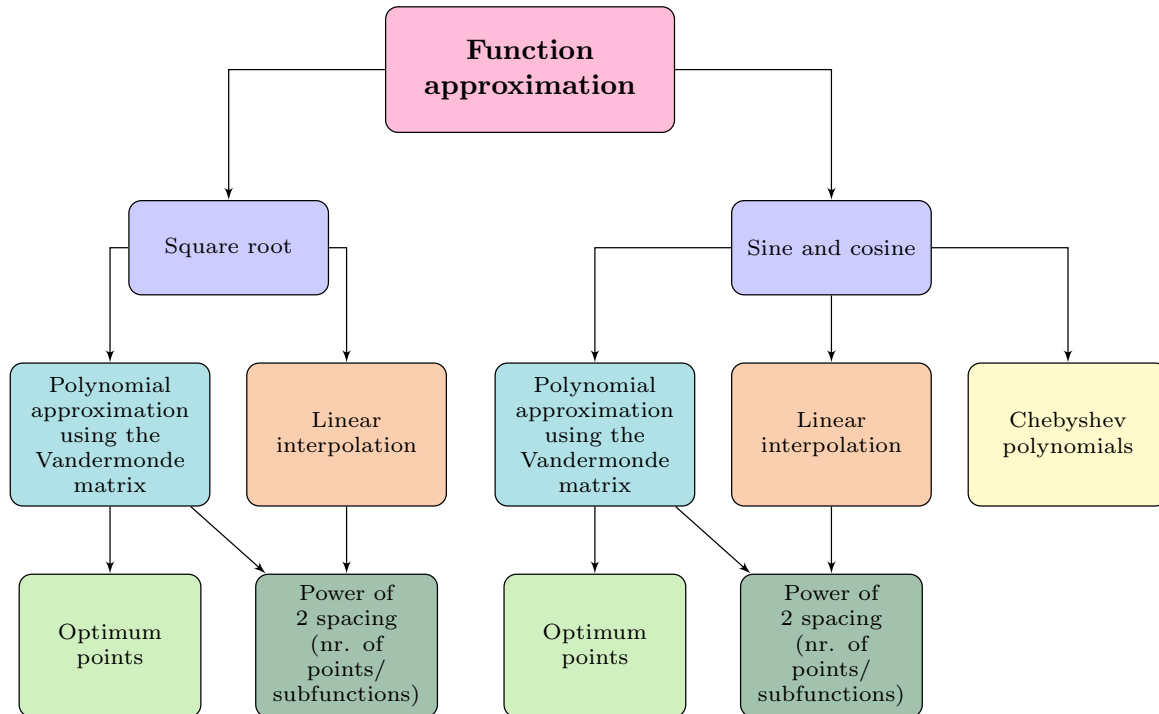 Function
approximation
Square root
Sine and cosine
Polynomial
approximation
using the
Vandermonde
matrix
Linear
interpolation
Polynomial
approximation
using the
Vandermonde
matrix
Linear
interpolation
Chebyshev
polynomials
Optimum
points
Power of
2 spacing
(nr. of
points/
subfunctions)
Optimum
points
Power of
2 spacing
(nr. of
points/
subfunctions)